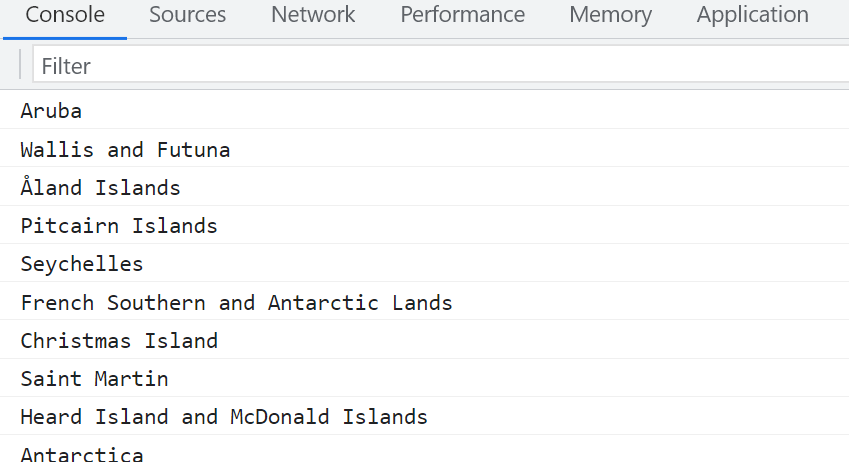 Console Sources Network Performance Memory Application
Filter
Aruba
Wallis and Futuna
Åland Islands
Pitcairn Islands
Seychelles
French Southern and Antarctic Lands
Christmas Island
Saint Martin
Heard Island and McDonald Islands
Antarctica